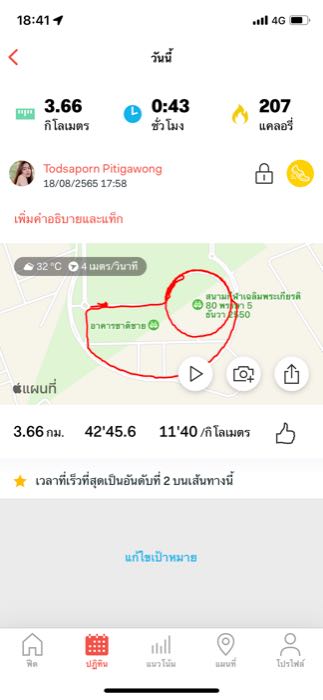 18:41
4G
วันนี้
3.66
กิโลเมตร
0:43
ชั่วโมง
207
แคลอรี่
Todsaporn Pitigawong
18/08/2565 17:58
เพิ่มคำอธิบายและแท็ก
32 °C 4 เมตร/วินาที
สนามกีฬาเฉลิมพระเกียรติ
80 พรรษา 5
ธันวา 2550
อาคารชาติชาย
แผนที่
3.66 กม. 42'45.6 11'40 /กิโลเมตร
เวลาที่เร็วที่สุดเป็นอันดับที่ 2 บนเส้นทางนี้
แก้ไขเป้าหมาย
ฟีด
ปฏิทิน
แนวโน้ม
แผนที่
โปรไฟล์